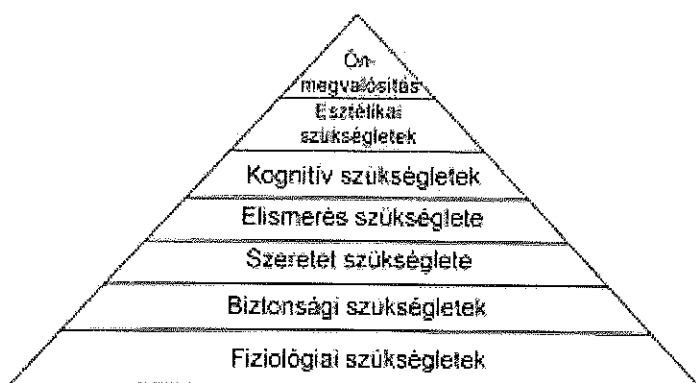 Ön-
megvalósítás
Esztétikai
szükségletek
Kognitív szükségletek
Elismerés szükséglete
Szeretet szükséglete
Biztonsági szükségletek
Fiziológiai szükségletek